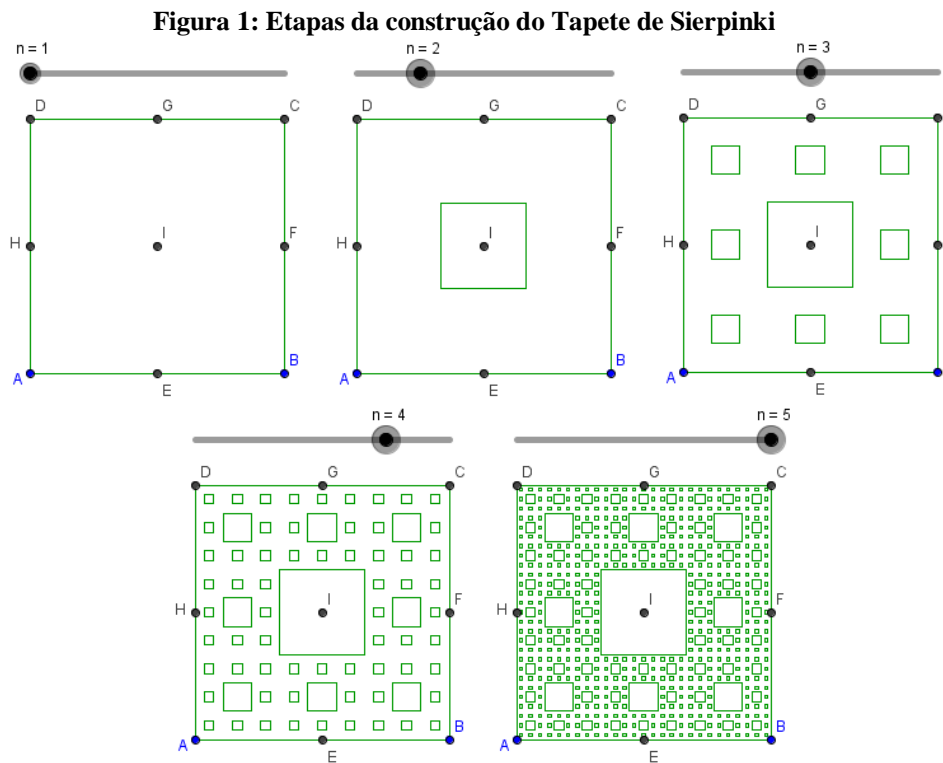 Figura 1: Etapas da construção do Tapete de Sierpinki
n = 1
n = 2
n = 3
D G C
D G C
D G
H I F
H I F
H I
A E B
A E B
A E
n = 4
n = 5
D G C
D G C
H I F
H I F
A E B
A E B